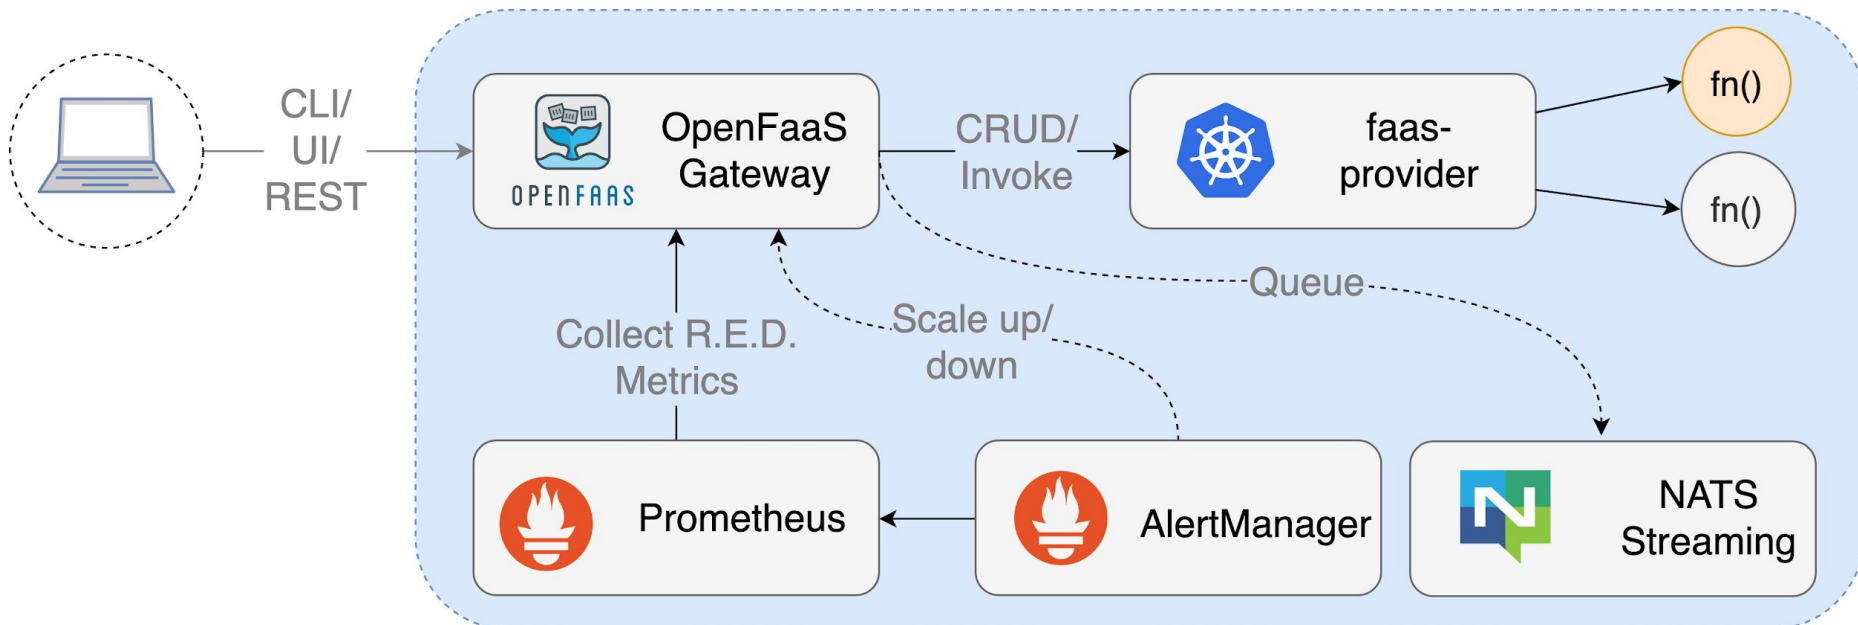 CLI/
UI/
REST
OPENFAAS
OpenFaaS
Gateway
CRUD/
Invoke
faas-
provider
fn()
fn()
Queue
Scale up/
down
Collect R.E.D.
Metrics
Prometheus
AlertManager
N
NATS
Streaming